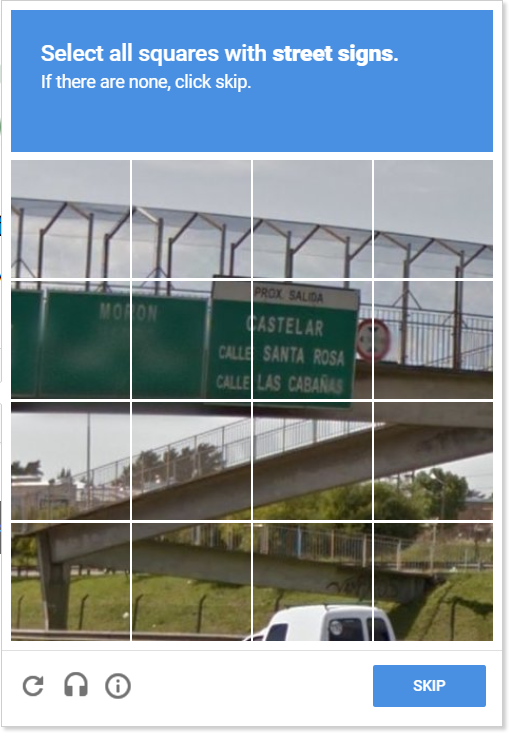 Select all squares with street signs.
If there are none, click skip.
MORON
PROX. SALIDA
CASTELAR
CALLE SANTA ROSA
CALLE LAS CABAÑAS
SKIP